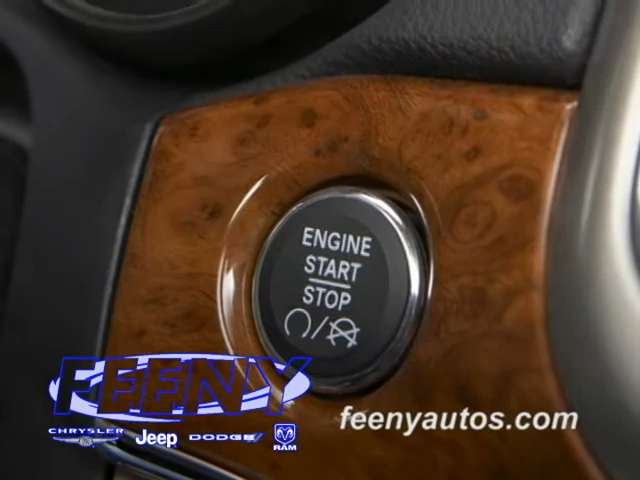 ENGINE
START
STOP
FEENY
feenyautos.com
CHRYSLER Jeep DODGE RAM